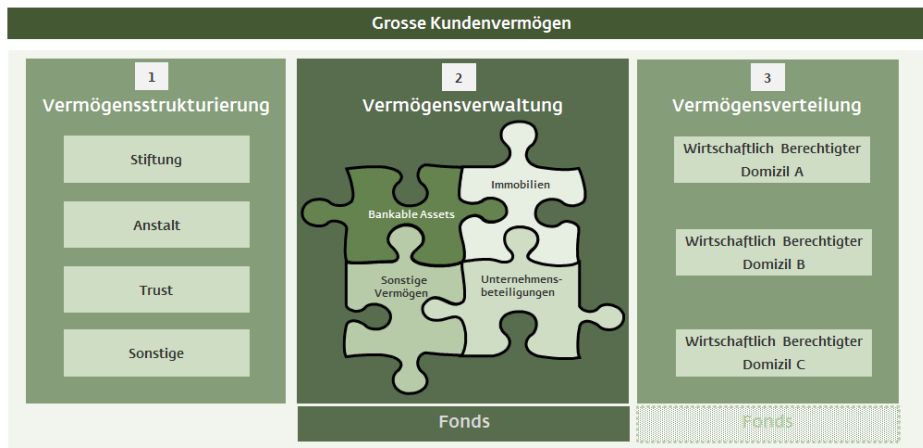 Grosse Kundenvermögen
1
Vermögensstrukturierung
Stiftung
Anstalt
Trust
Sonstige
2
Vermögensverwaltung
Immobilien
Bankable Assets
Sonstige
Vermögen
Unternehmens-
beteiligungen
Fonds
3
Vermögensverteilung
Wirtschaftlich Berechtigter
Domizil A
Wirtschaftlich Berechtigter
Domizil B
Wirtschaftlich Berechtigter
Domizil C
Fonds